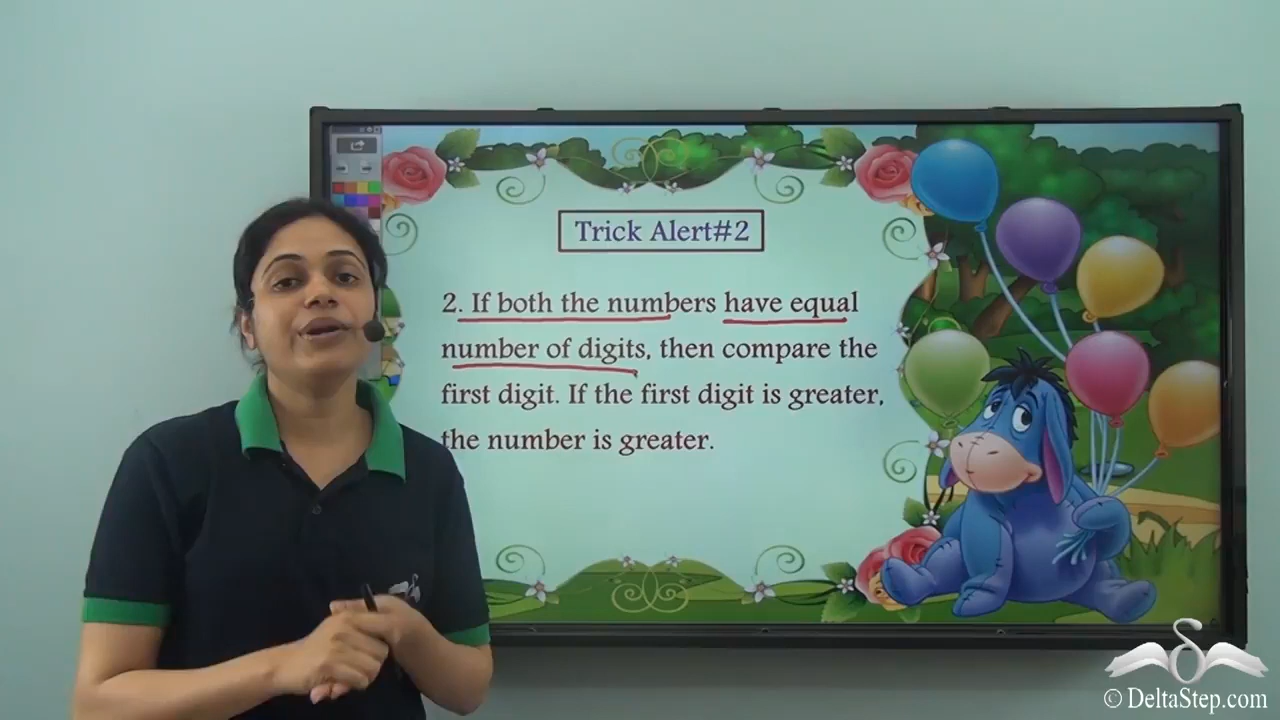 Trick Alert#2
2. If both the numbers have equal
number of digits, then compare the
first digit. If the first digit is greater,
the number is greater.
© DeltaStep.com